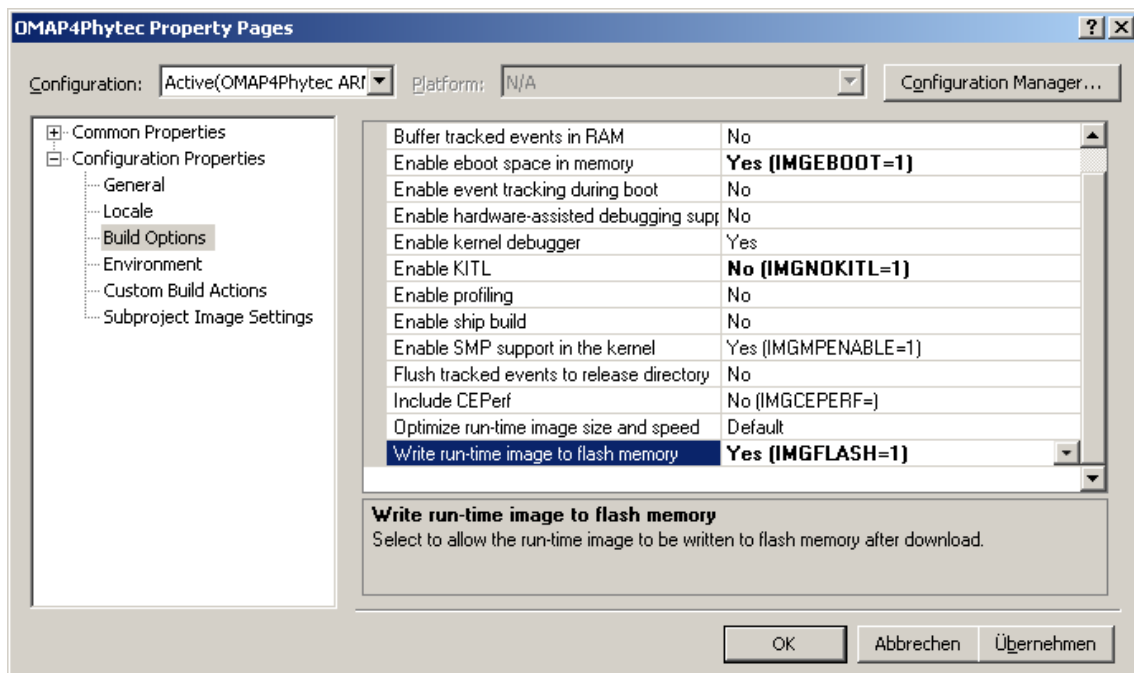 OMAP4Phytec Property Pages
Configuration: Active(OMAP4Phytec ARM Platform: N/A Configuration Manager...
Common Properties
Configuration Properties
General
Locale
Build Options
Environment
Custom Build Actions
Subproject Image Settings
Buffer tracked events in RAM No
Enable eboot space in memory Yes (IMGEBOOT=1)
Enable event tracking during boot No
Enable hardware-assisted debugging supp No
Enable kernel debugger Yes
Enable KITL No (IMGNOKITL=1)
Enable profiling No
Enable ship build No
Enable SMP support in the kernel Yes (IMGMPENABLE=1)
Flush tracked events to release directory No
Include CEPerf No (IMGCEPERF=)
Optimize run-time image size and speed Default
Write run-time image to flash memory Yes (IMGFLASH=1)
Write run-time image to flash memory
Select to allow the run-time image to be written to flash memory after download.
OK Abbrechen Übernehmen